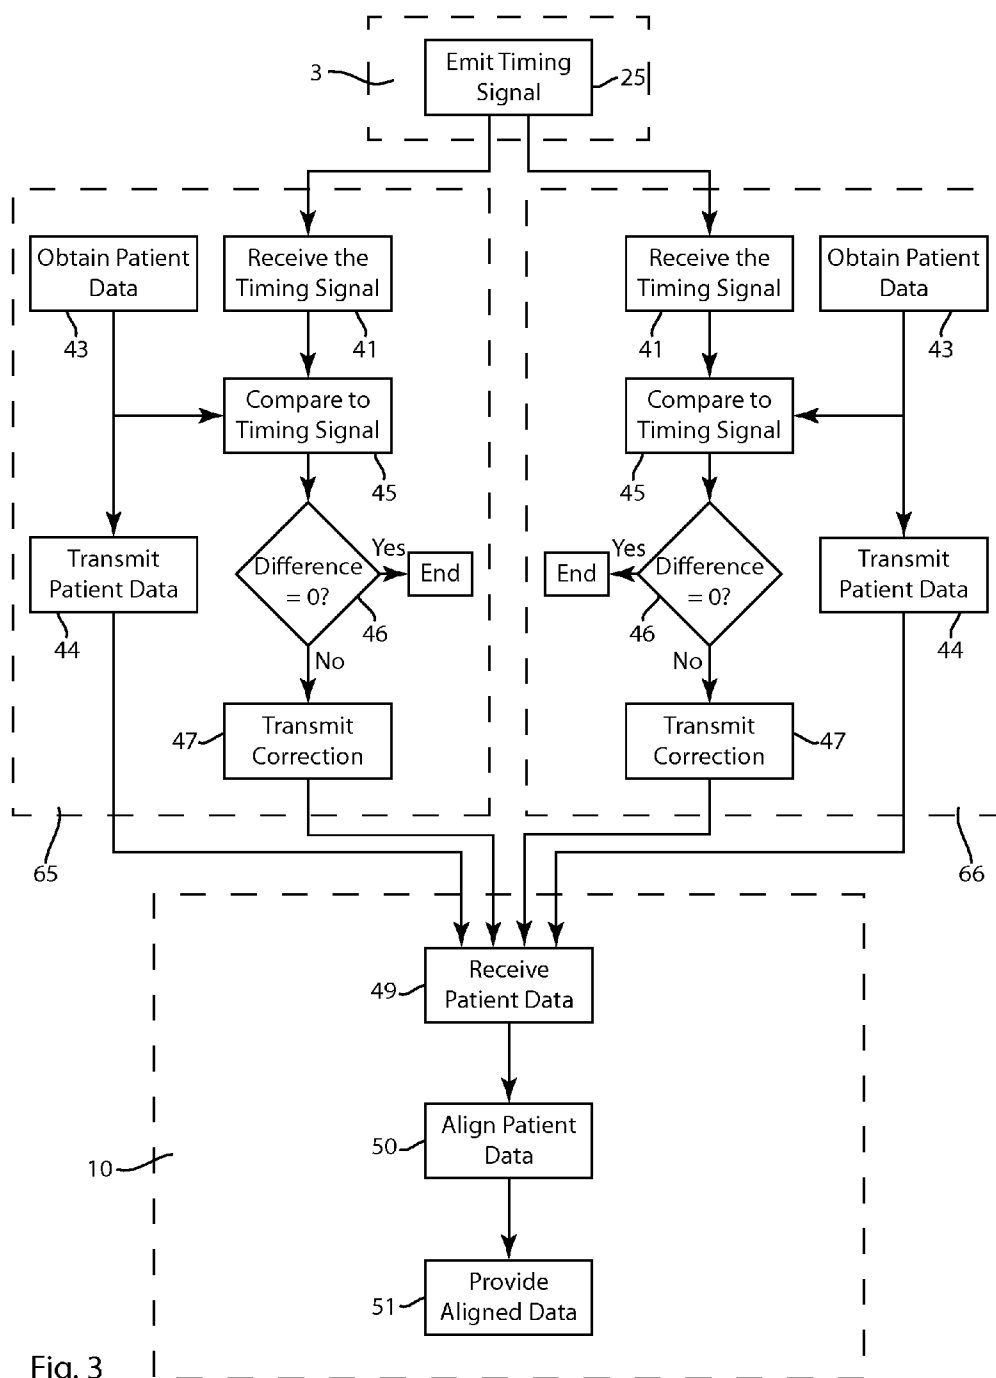 3
Emit Timing
Signal
25
Obtain Patient
Data
43
Receive the
Timing Signal
41
Receive the
Timing Signal
41
Obtain Patient
Data
43
Compare to
Timing Signal
45
Compare to
Timing Signal
45
Transmit
Patient Data
44
Difference
= 0?
46
Yes
End
No
End
Yes
Difference
= 0?
46
No
Transmit
Patient Data
44
47
Transmit
Correction
Transmit
Correction
47
65
66
49
Receive
Patient Data
50
Align Patient
Data
10
51
Provide
Aligned Data
Fig. 3